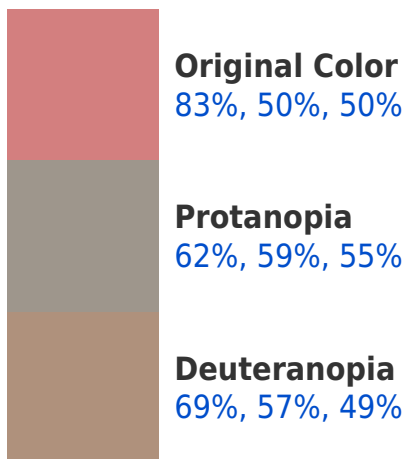 Original Color
83%, 50%, 50%
Protanopia
62%, 59%, 55%
Deuteranopia
69%, 57%, 49%